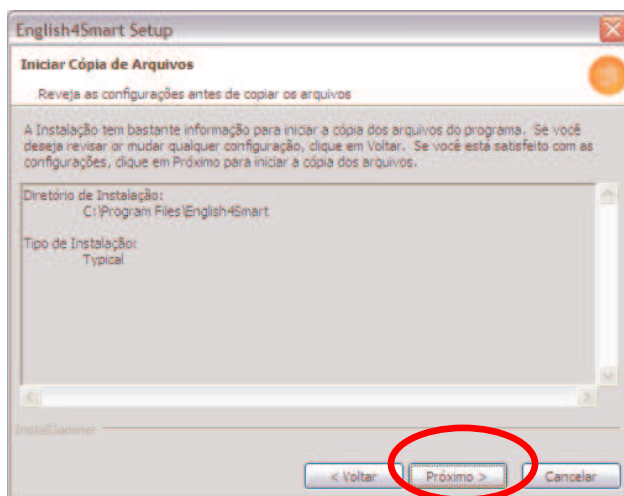 English4Smart Setup
Iniciar Cópia de Arquivos
Reveja as configurações antes de copiar os arquivos
A Instalação tem bastante informação para iniciar a cópia dos arquivos do programa. Se você
deseja revisar or mudar qualquer configuração, clique em Voltar. Se você está satisfeito com as
configurações, clique em Próximo para iniciar a cópia dos arquivos.
Diretório de Instalação:
C:\Program Files\English4Smart
Tipo de Instalação:
Typical
InstallJammer
< Voltar Próximo > Cancelar